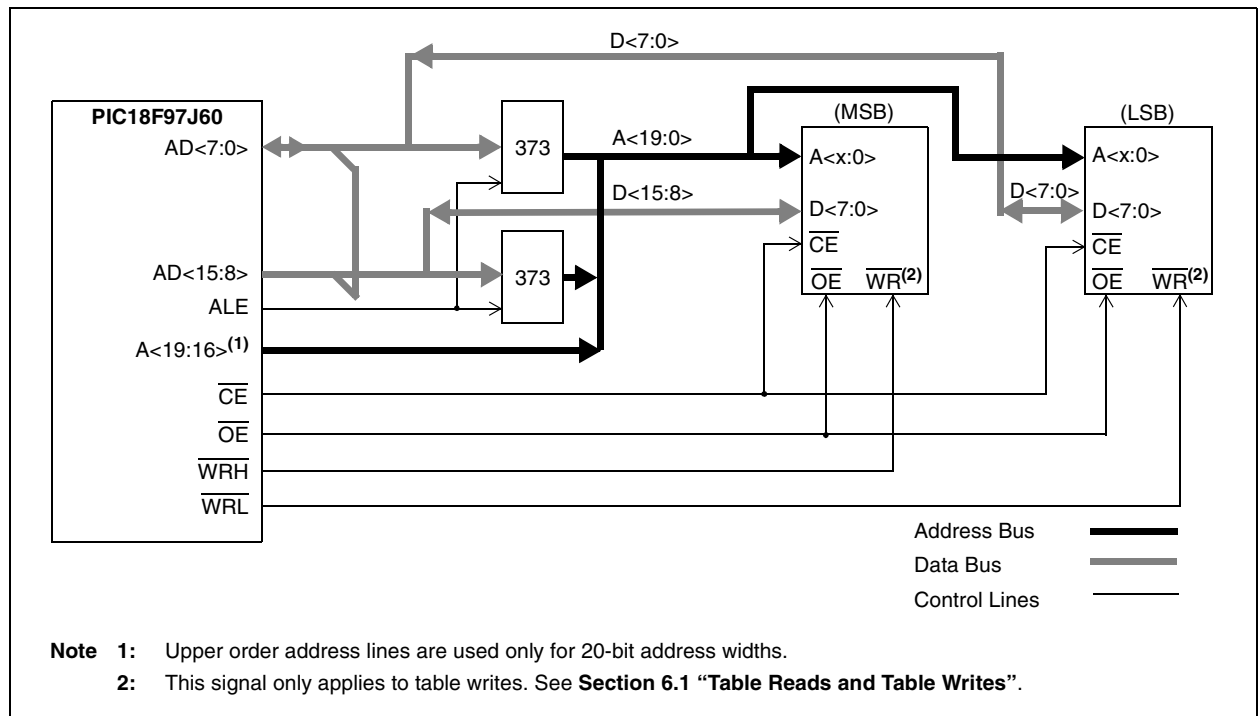 D<7:0>
PIC18F97J60
AD<7:0>
AD<15:8>
ALE
A<19:16>(1)
CE
OE
WRH
WRL
373
373
A<19:0>
D<15:8>
(MSB)
A<x:0>
D<7:0>
CE
OE WR(2)
(LSB)
A<x:0>
D<7:0>
D<7:0>
CE
OE WR(2)
Address Bus
Data Bus
Control Lines
Note 1: Upper order address lines are used only for 20-bit address widths.
2: This signal only applies to table writes. See Section 6.1 “Table Reads and Table Writes”.